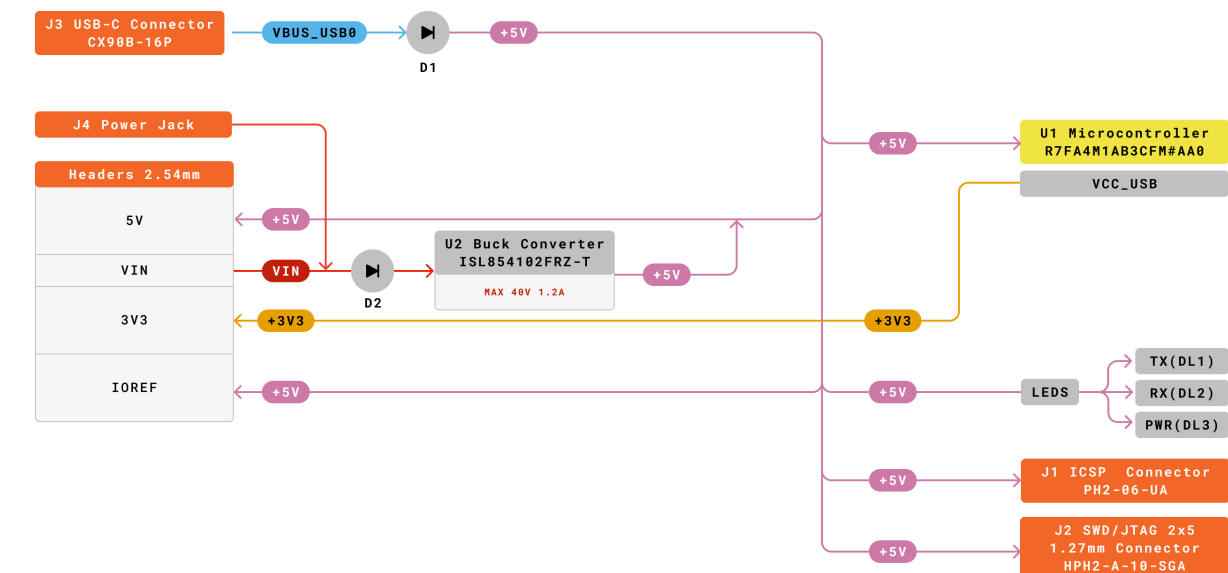 J3 USB-C Connector
CX90B-16P
VBUS_USB0
D1
+5V
J4 Power Jack
Headers 2.54mm
5V
+5V
VIN
VIN
D2
U2 Buck Converter
ISL854102FRZ-T
MAX 40V 1.2A
+5V
3V3
+3V3
+3V3
IOREF
+5V
+5V
U1 Microcontroller
R7FA4M1AB3CFM#AA0
VCC_USB
+5V
LEDS
TX(DL1)
RX(DL2)
PWR(DL3)
+5V
J1 ICSP  Connector
PH2-06-UA
+5V
J2 SWD/JTAG 2x5
1.27mm Connector
HPH2-A-10-SGA